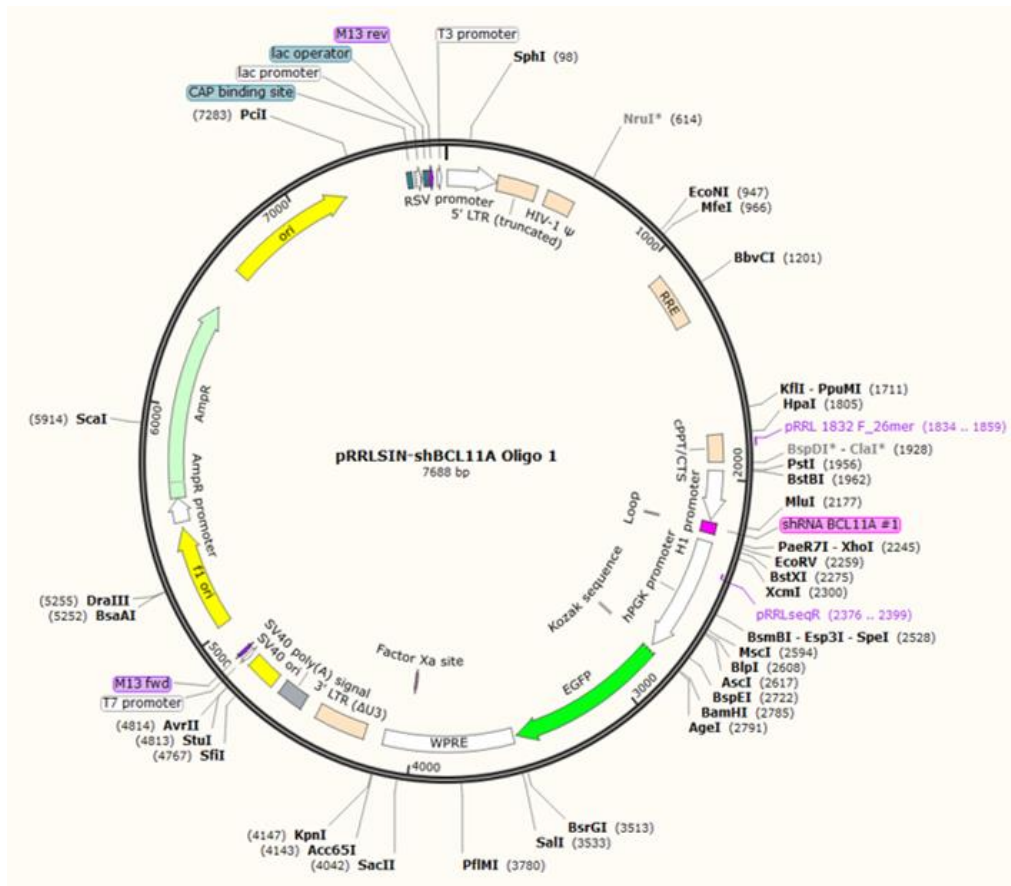 M13 rev
T3 promoter
lac operator
SphI (98)
lac promoter
CAP binding site
(7283) PciI
NruI* (614)
EcoNI (947)
MfeI (966)
BbvCI (1201)
KflI - PpuMI (1711)
HpaI (1805)
pRRL 1832 F_26mer (1834 .. 1859)
BspDI* - ClaI* (1928)
PstI (1956)
BstBI (1962)
MluI (2177)
shRNA BCL11A #1
PaeR7I - XhoI (2245)
EcoRV (2259)
BstXI (2275)
XcmI (2300)
pRRLseqR (2376 .. 2399)
BsmBI - Esp3I - SpeI (2528)
MscI (2594)
BlpI (2608)
AscI (2617)
BspEI (2722)
BamHI (2785)
AgeI (2791)
BsrGI (3513)
SalI (3533)
PflMI (3780)
(4042) SacII
(4143) Acc65I
(4147) KpnI
(4767) SfiI
(4813) StuI
(4814) AvrII
T7 promoter
M13 fwd
(5252) BsaAI
(5255) DraIII
(5914) ScaI
1000
2000
3000
4000
5000
6000
7000
RSV promoter
5' LTR (truncated)
HIV-1 Ψ
RRE
cPPT/CTS
H1 promoter
Loop
hPGK promoter
Kozak sequence
EGFP
WPRE
Factor Xa site
3' LTR (ΔU3)
SV40 poly(A) signal
SV40 ori
f1 ori
AmpR promoter
AmpR
ori
pRRLSIN-shBCL11A Oligo 1
7688 bp